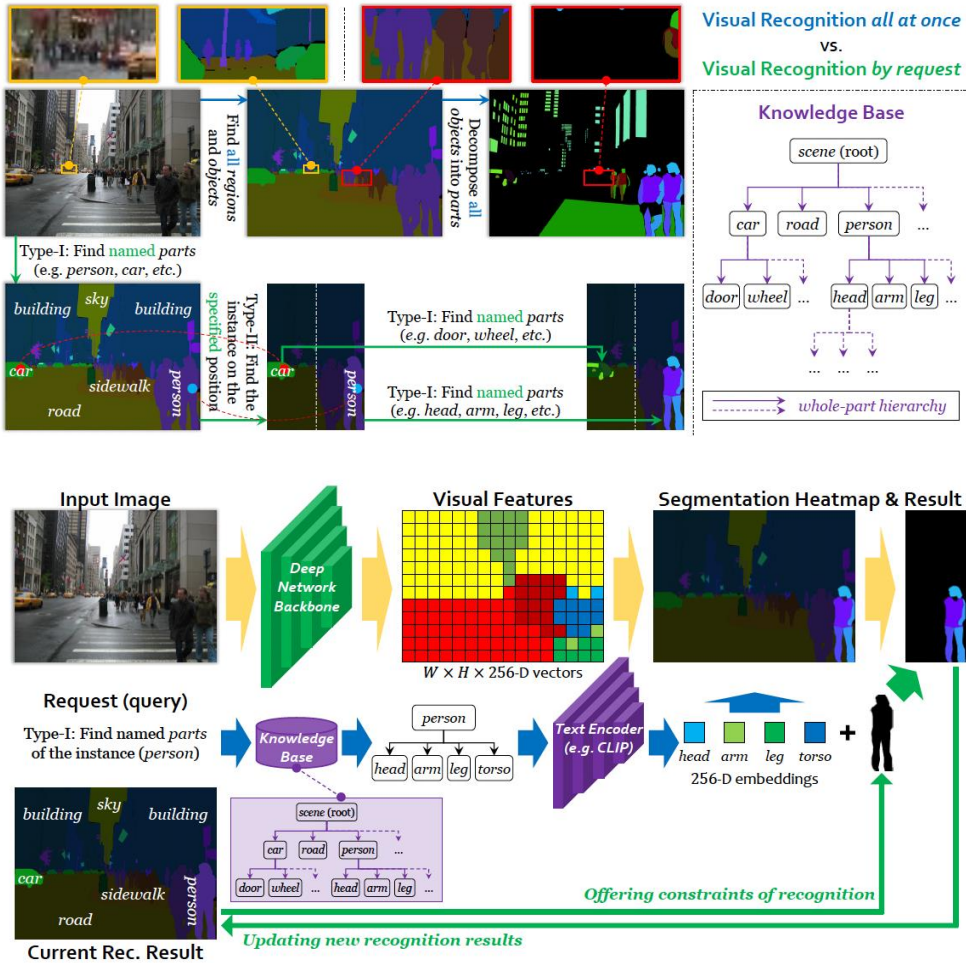 Visual Recognition all at once
vs.
Visual Recognition by request
Find all regions
and objects
Decompose all
objects into parts
Knowledge Base
scene (root)
car
road
person
...
door
wheel
...
head
arm
leg
...
...
...
whole-part hierarchy
Type-I: Find named parts
(e.g. person, car, etc.)
building
sky
building
car
sidewalk
person
road
Type-II: Find the
instance on the
specified position
car
person
Type-I: Find named parts
(e.g. door, wheel, etc.)
Type-I: Find named parts
(e.g. head, arm, leg, etc.)
Input Image
Visual Features
Segmentation Heatmap & Result
Deep
Network
Backbone
W × H × 256-D vectors
Request (query)
Type-I: Find named parts
of the instance (person)
Knowledge
Base
person
head
arm
leg
torso
Text Encoder
(e.g. CLIP)
head
arm
leg
torso
+
256-D embeddings
building
sky
building
car
sidewalk
person
road
scene (root)
car
road
person
...
door
wheel
...
head
arm
leg
...
Offering constraints of recognition
Updating new recognition results
Current Rec. Result